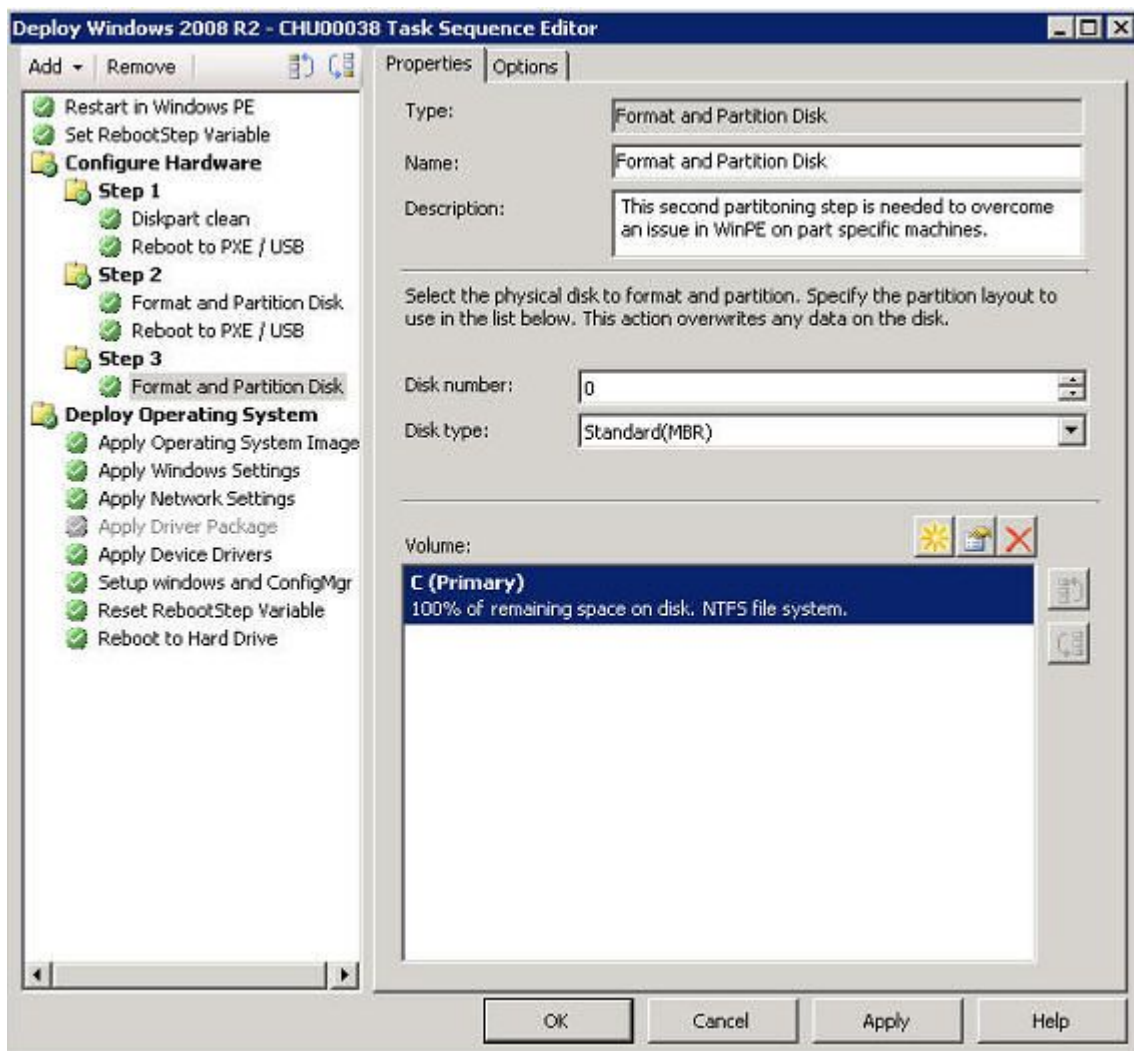 Deploy Windows 2008 R2 - CHU00038 Task Sequence Editor
Add Remove
Restart in Windows PE
Set RebootStep Variable
Configure Hardware
Step 1
Diskpart clean
Reboot to PXE / USB
Step 2
Format and Partition Disk
Reboot to PXE / USB
Step 3
Format and Partition Disk
Deploy Operating System
Apply Operating System Image
Apply Windows Settings
Apply Network Settings
Apply Driver Package
Apply Device Drivers
Setup windows and ConfigMgr
Reset RebootStep Variable
Reboot to Hard Drive
Properties Options
Type: Format and Partition Disk
Name: Format and Partition Disk
Description: This second partitoning step is needed to overcome
an issue in WinPE on part specific machines.
Select the physical disk to format and partition. Specify the partition layout to
use in the list below. This action overwrites any data on the disk.
Disk number: 0
Disk type: Standard(MBR)
Volume:
C (Primary)
100% of remaining space on disk. NTFS file system.
OK Cancel Apply Help